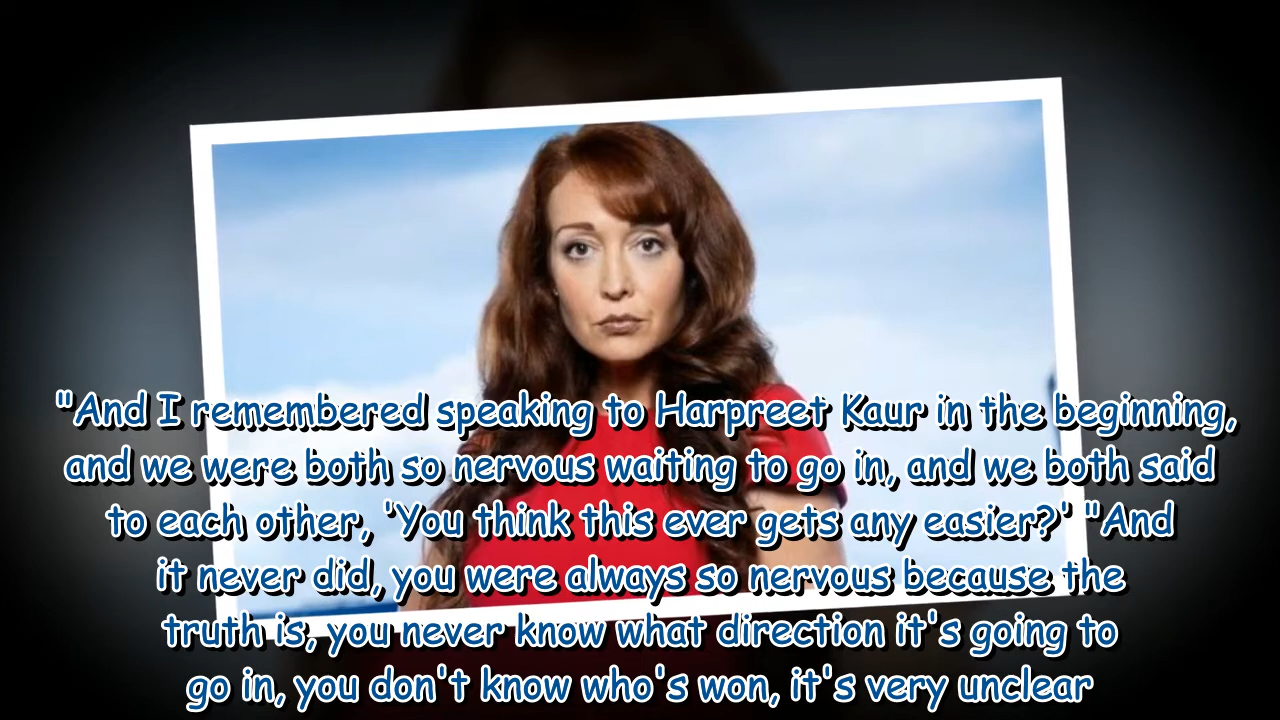 "And I remembered speaking to Harpreet Kaur in the beginning,
and we were both so nervous waiting to go in, and we both said
to each other, 'You think this ever gets any easier?' "And
it never did, you were always so nervous because the
truth is, you never know what direction it's going to
go in, you don't know who's won, it's very unclear